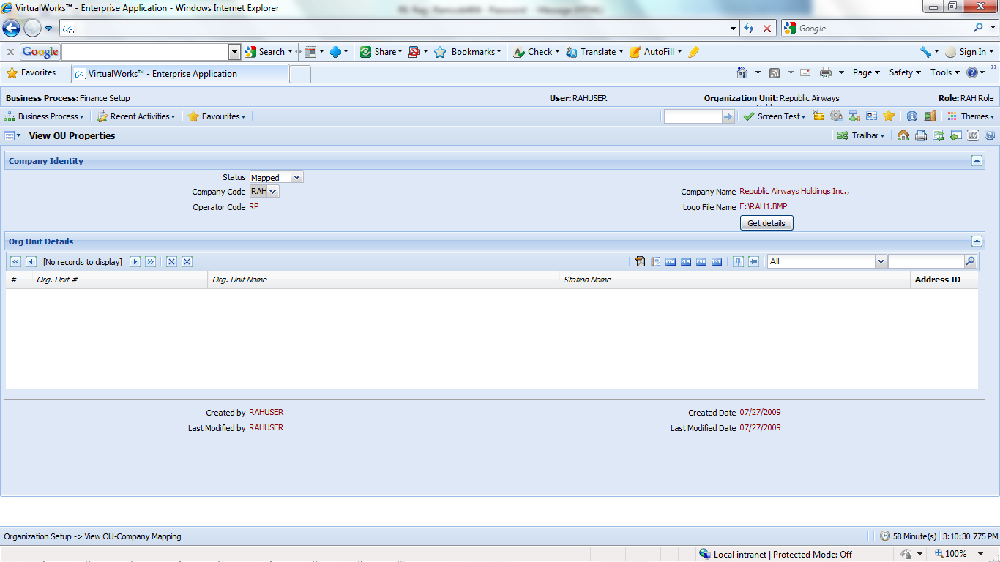 VirtualWorks™ - Enterprise Application - Windows Internet Explorer
Google
x Google Search Share Bookmarks Check Translate AutoFill Sign In
Favorites VirtualWorks™ - Enterprise Application Page Safety Tools
Business Process: Finance Setup User: RAHUSER Organization Unit: Republic Airways Role: RAH Role
Business Process Recent Activities Favourites Screen Test Themes
View OU Properties Trailbar UDS
Company Identity
Status Mapped
Company Code RAH Company Name Republic Airways Holdings Inc.,
Operator Code RP Logo File Name E:\RAH1.BMP
Get details
Org Unit Details
[No records to display] HTM XLS CSV TXT All
# Org. Unit # Org. Unit Name Station Name Address ID
Created by RAHUSER Created Date 07/27/2009
Last Modified by RAHUSER Last Modified Date 07/27/2009
Organization Setup -> View OU-Company Mapping 58 Minute(s) 3:10:30 775 PM
Local intranet | Protected Mode: Off 100%